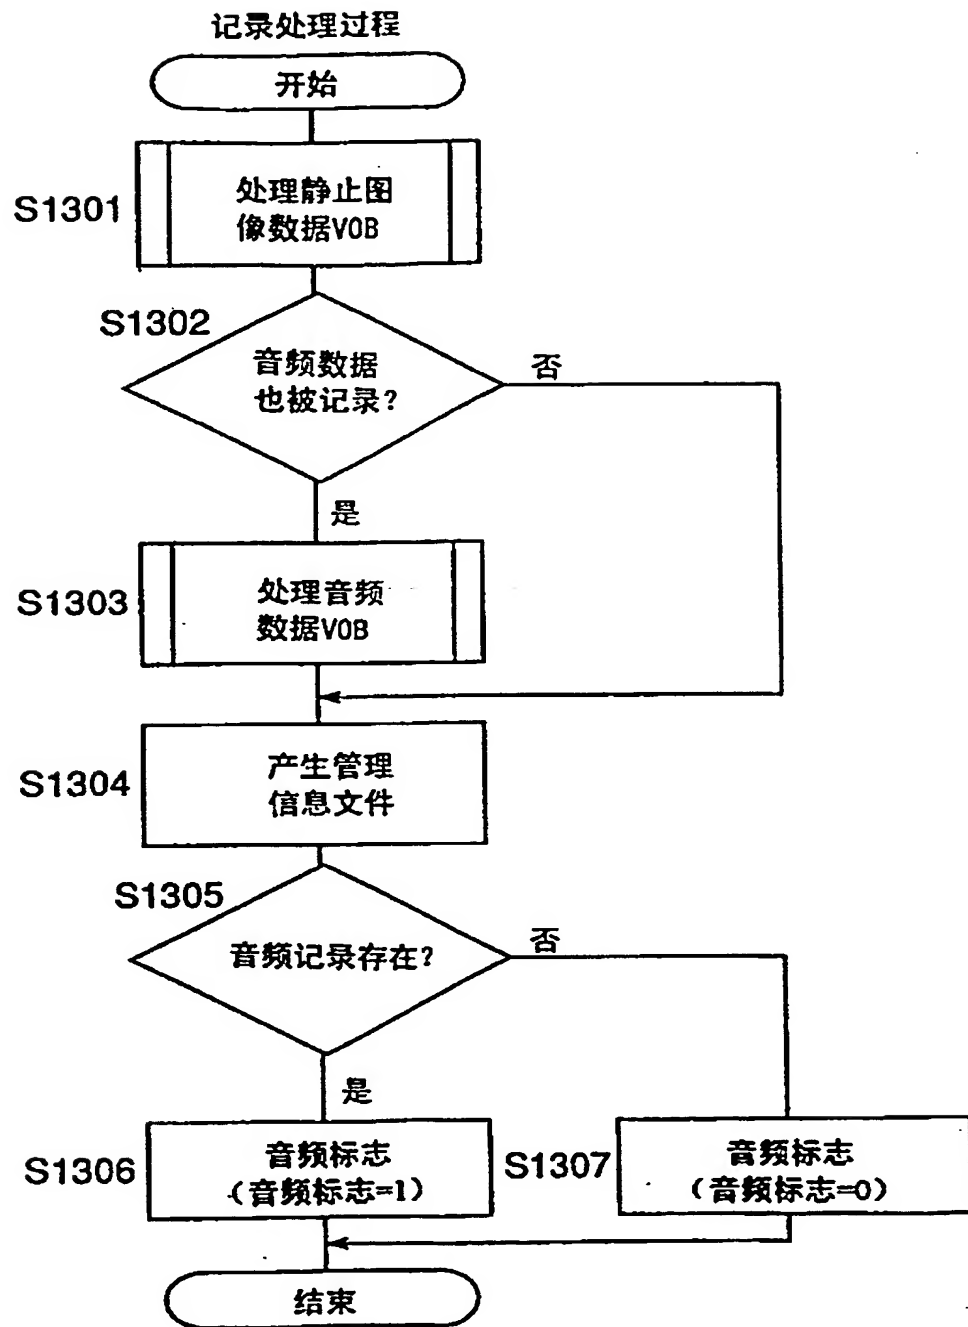 记录处理过程
开始
S1301
处理静止图
像数据VOB
S1302
音频数据
也被记录?
否
是
S1303
处理音频
数据VOB
S1304
产生管理
信息文件
S1305
音频记录存在?
否
是
S1306
音频标志
(音频标志=1)
S1307
音频标志
(音频标志=0)
结束